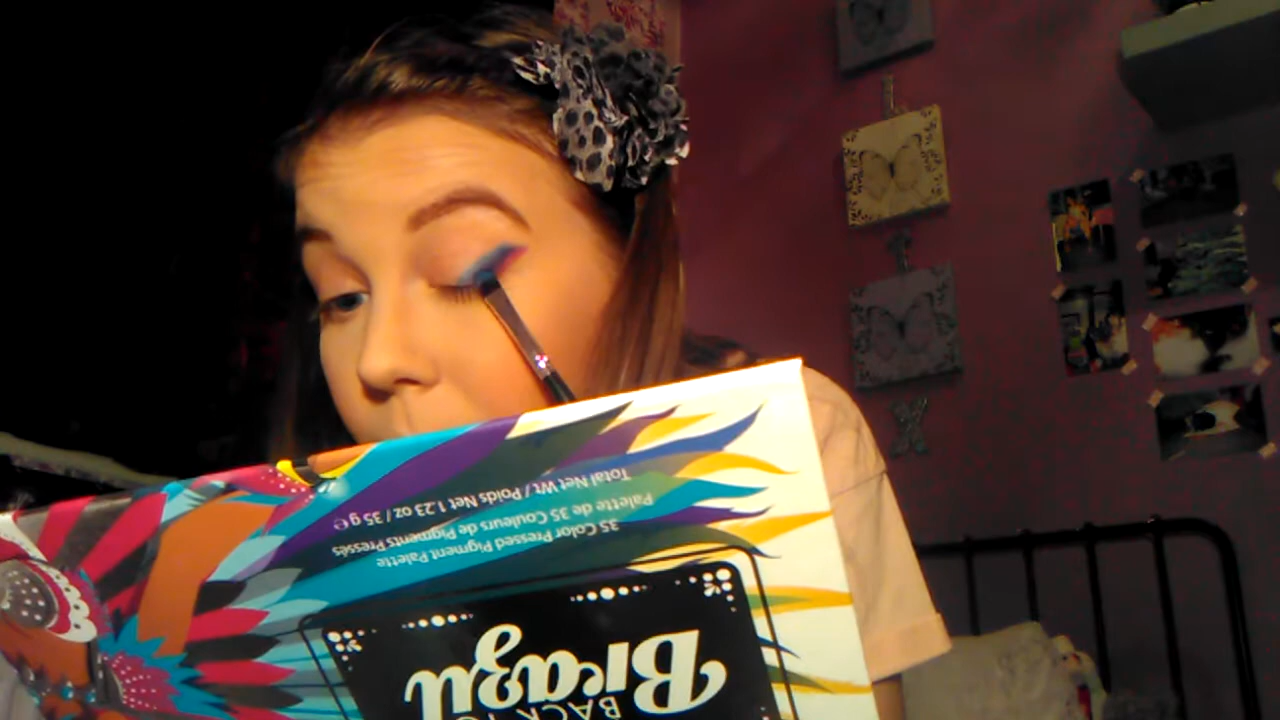 BACK TO
Brazil
35 Color Pressed Pigment Palette
Palette de 35 Couleurs de Pigments Pressés
Total Net Wt / Poids Net 1.23 oz / 35 g ℮